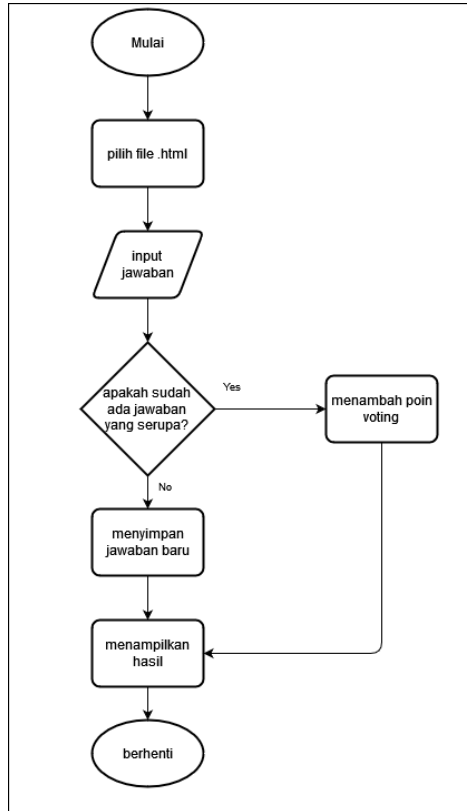 Mulai
pilih file .html
input
jawaban
apakah sudah
ada jawaban
yang serupa?
Yes
menambah poin
voting
No
menyimpan
jawaban baru
menampilkan
hasil
berhenti